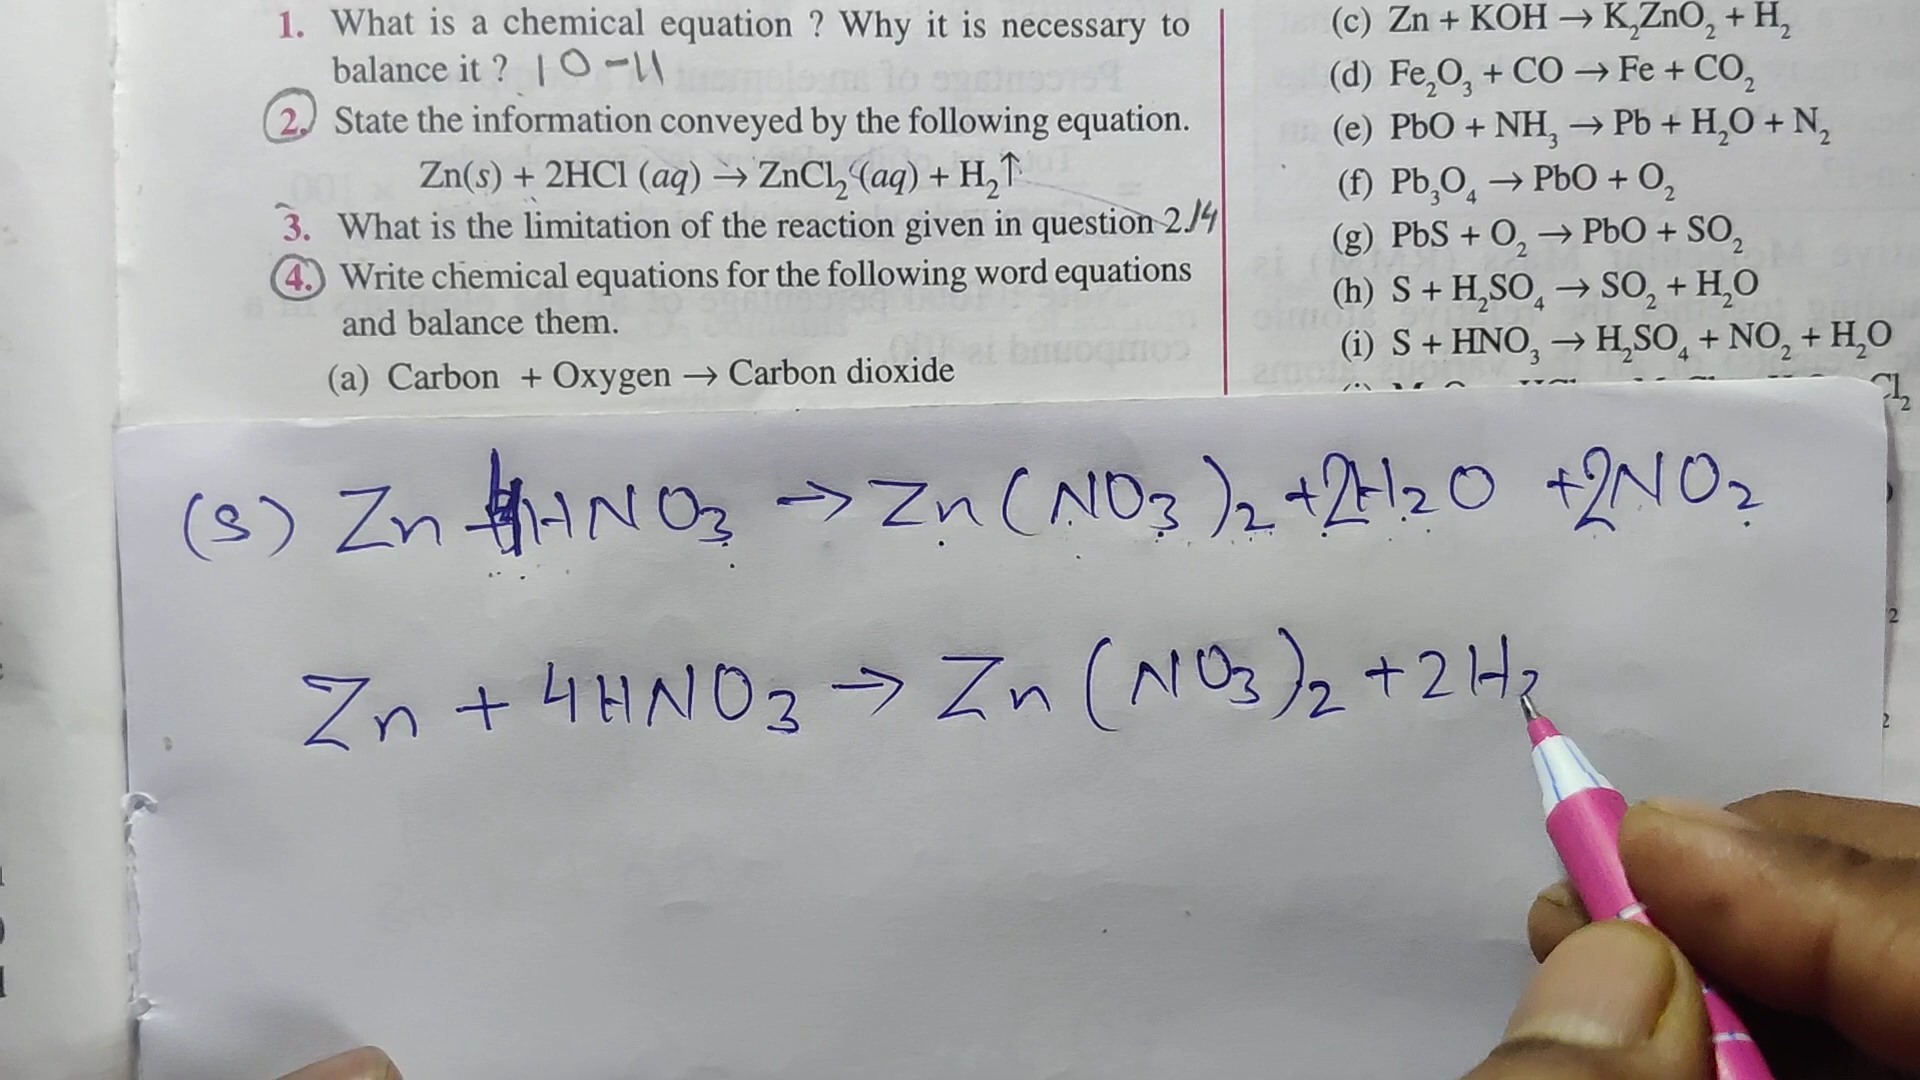 1. What is a chemical equation ? Why it is necessary to
balance it ? 10-11
2. State the information conveyed by the following equation.
Zn(s) + 2HCl (aq) → ZnCl₂ (aq) + H₂↑
3. What is the limitation of the reaction given in question 2. 14
4. Write chemical equations for the following word equations
and balance them.
(a) Carbon + Oxygen → Carbon dioxide
(c) Zn + KOH → K₂ZnO₂ + H₂
(d) Fe₂O₃ + CO → Fe + CO₂
(e) PbO + NH₃ → Pb + H₂O + N₂
(f) Pb₃O₄ → PbO + O₂
(g) PbS + O₂ → PbO + SO₂
(h) S + H₂SO₄ → SO₂ + H₂O
(i) S + HNO₃ → H₂SO₄ + NO₂ + H₂O
Cl₂
(s) Zn + 4HNO₃ → Zn(NO₃)₂ + 2H₂O + 2NO₂
Zn + 4HNO₃ → Zn(NO₃)₂ + 2H₂